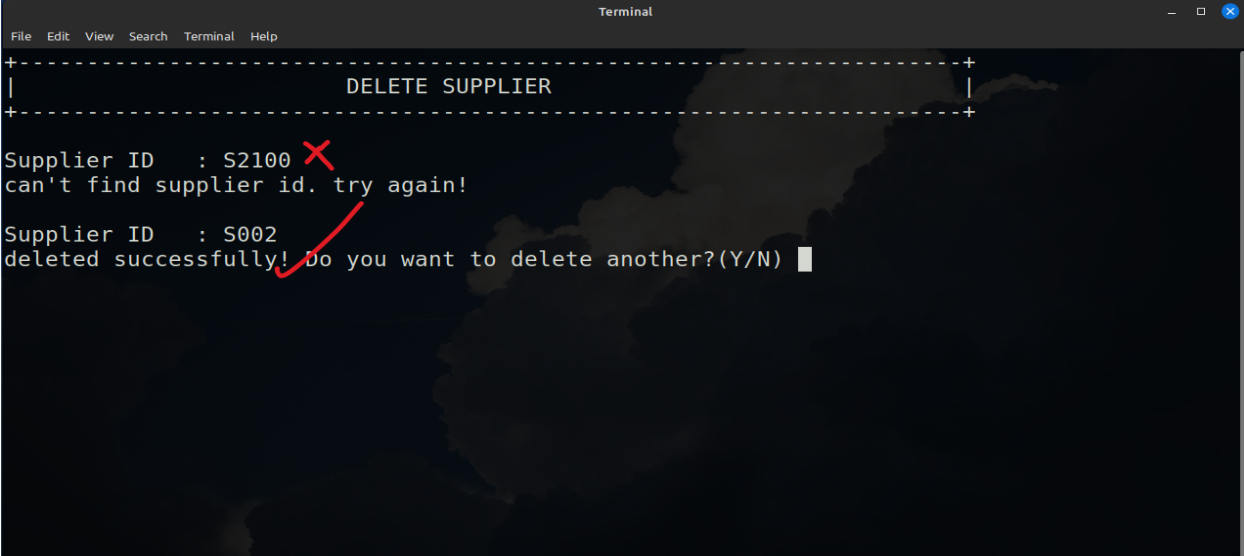 Terminal
File Edit View Search Terminal Help
+---------------------------------------------------------------------+
| DELETE SUPPLIER |
+---------------------------------------------------------------------+
Supplier ID : S2100
can't find supplier id. try again!
Supplier ID : S002
deleted successfully! Do you want to delete another?(Y/N)